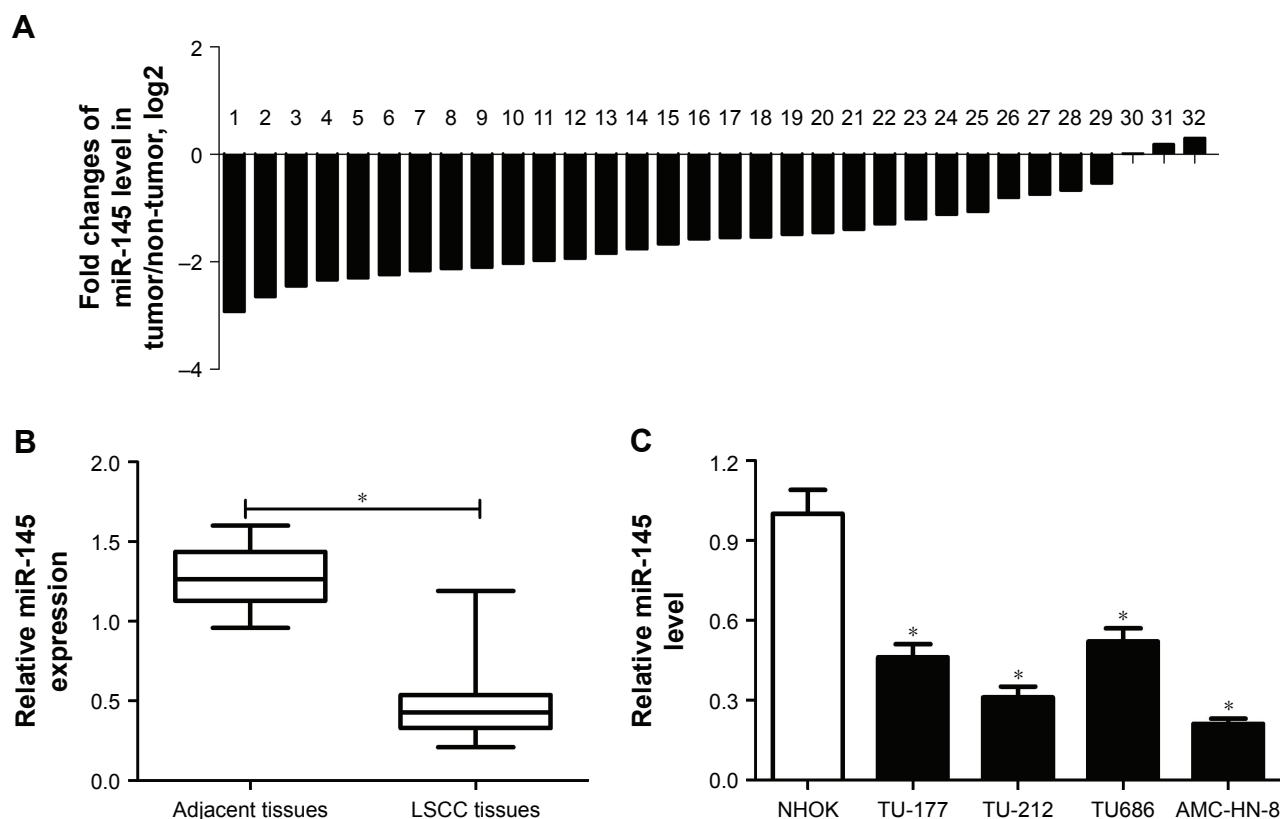 A
Fold changes of
miR-145 level in
tumor/non-tumor, log2
2
0
–2
–4
1 2 3 4 5 6 7 8 9 10 11 12 13 14 15 16 17 18 19 20 21 22 23 24 25 26 27 28 29 30 31 32
B
Relative miR-145
expression
2.0
1.5
1.0
0.5
0.0
*
Adjacent tissues LSCC tissues
C
Relative miR-145
level
1.2
0.9
0.6
0.3
0.0
* * * *
NHOK TU-177 TU-212 TU686 AMC-HN-8